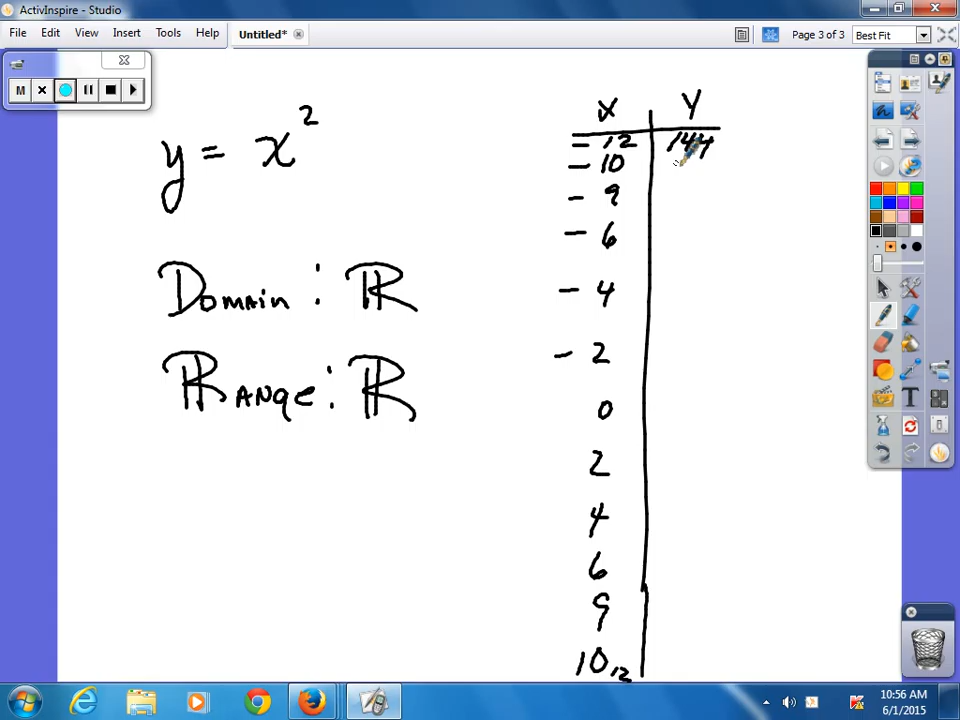 ActivInspire - Studio
File Edit View Insert Tools Help Untitled* Page 3 of 3 Best Fit
M
y = x²
Domain : ℝ
Range : ℝ
X Y
-12 144
-10
-9
-6
-4
-2
0
2
4
6
9
10 12
T
10:56 AM
6/1/2015